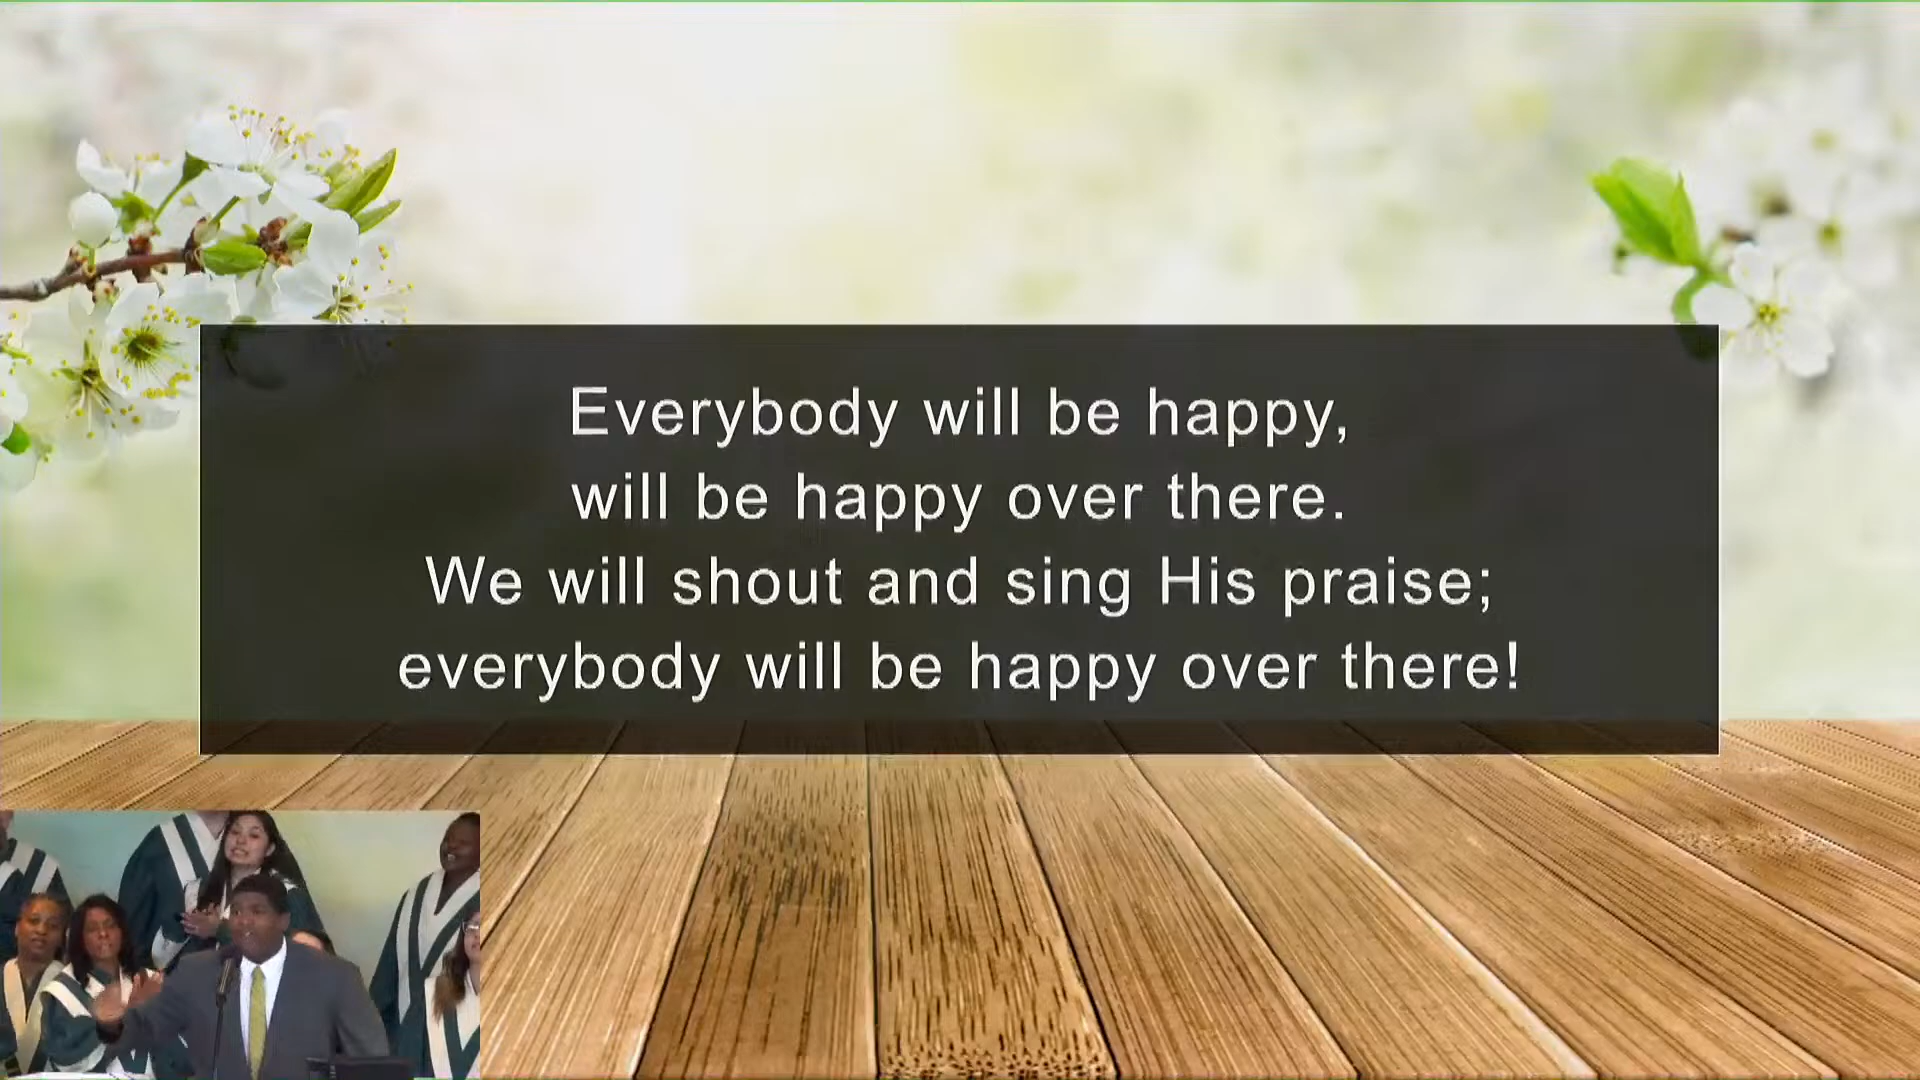 Everybody will be happy,
will be happy over there.
We will shout and sing His praise;
everybody will be happy over there!